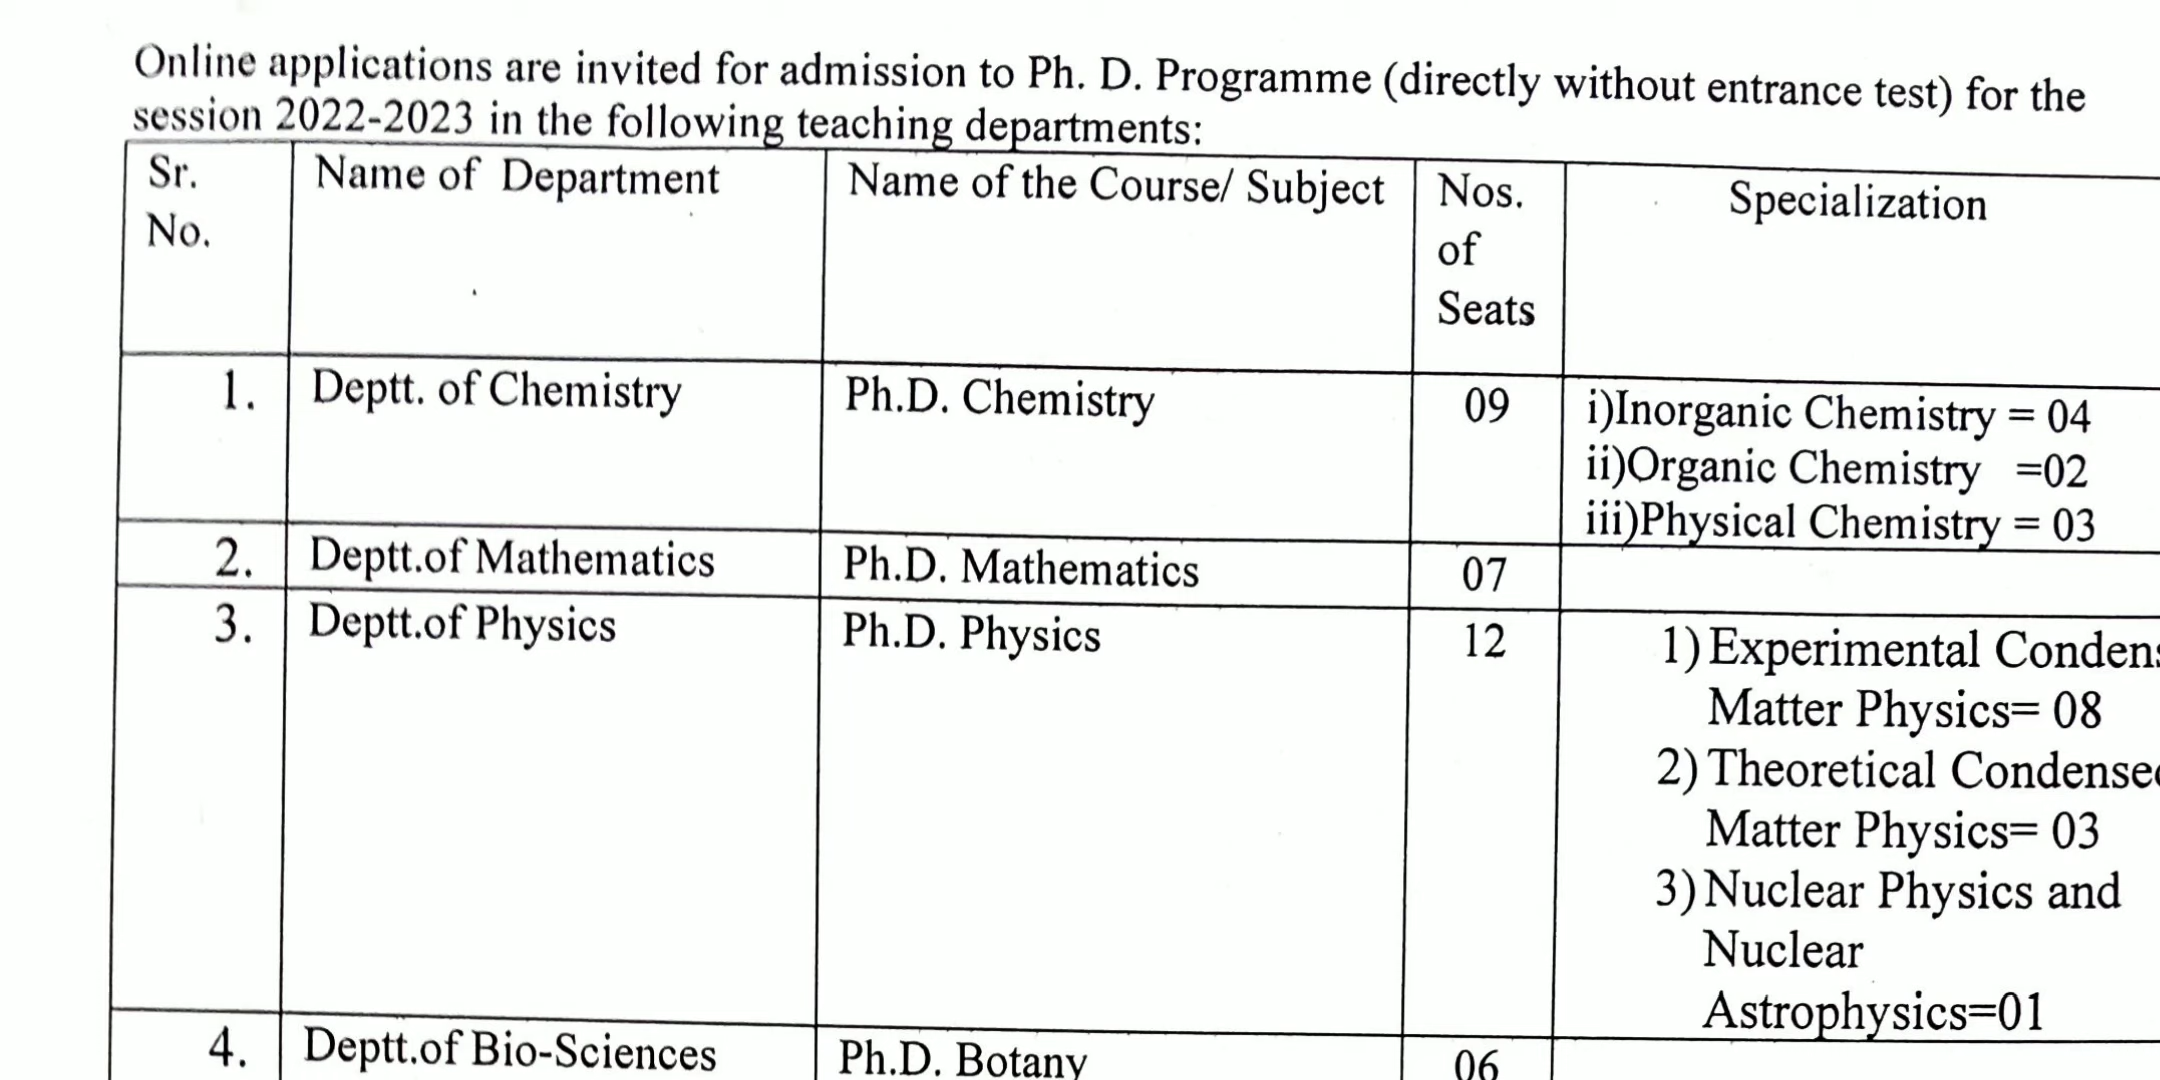 Online applications are invited for admission to Ph. D. Programme (directly without entrance test) for the
session 2022-2023 in the following teaching departments:
Sr. No. Name of Department Name of the Course/ Subject Nos. of Seats Specialization
1. Deptt. of Chemistry Ph.D. Chemistry 09 i)Inorganic Chemistry = 04
ii)Organic Chemistry =02
iii)Physical Chemistry = 03
2. Deptt.of Mathematics Ph.D. Mathematics 07
3. Deptt.of Physics Ph.D. Physics 12 1) Experimental Condens
Matter Physics= 08
2) Theoretical Condensed
Matter Physics= 03
3) Nuclear Physics and
Nuclear
Astrophysics=01
4. Deptt.of Bio-Sciences Ph.D. Botany 06